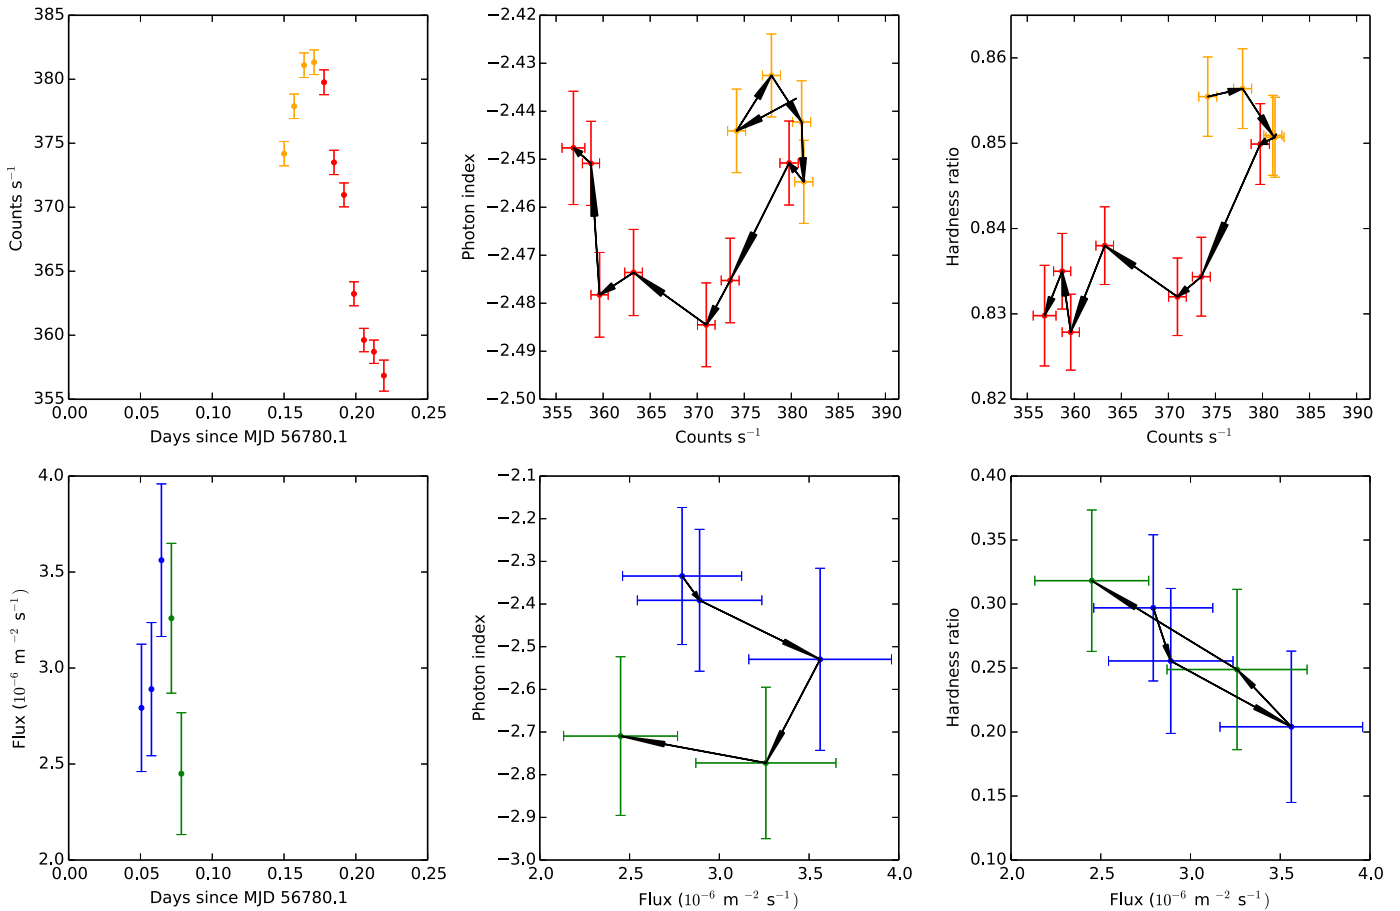 385
380
375
370
365
360
355
Counts s⁻¹
0.00 0.05 0.10 0.15 0.20 0.25
Days since MJD 56780.1
−2.42
−2.43
−2.44
−2.45
−2.46
−2.47
−2.48
−2.49
−2.50
Photon index
355 360 365 370 375 380 385 390
Counts s⁻¹
0.86
0.85
0.84
0.83
0.82
Hardness ratio
355 360 365 370 375 380 385 390
Counts s⁻¹
4.0
3.5
3.0
2.5
2.0
Flux (10⁻⁶ m ⁻² s⁻¹)
0.00 0.05 0.10 0.15 0.20 0.25
Days since MJD 56780.1
−2.1
−2.2
−2.3
−2.4
−2.5
−2.6
−2.7
−2.8
−2.9
−3.0
Photon index
2.0 2.5 3.0 3.5 4.0
Flux (10⁻⁶ m ⁻² s⁻¹)
0.40
0.35
0.30
0.25
0.20
0.15
0.10
Hardness ratio
2.0 2.5 3.0 3.5 4.0
Flux (10⁻⁶ m ⁻² s⁻¹)